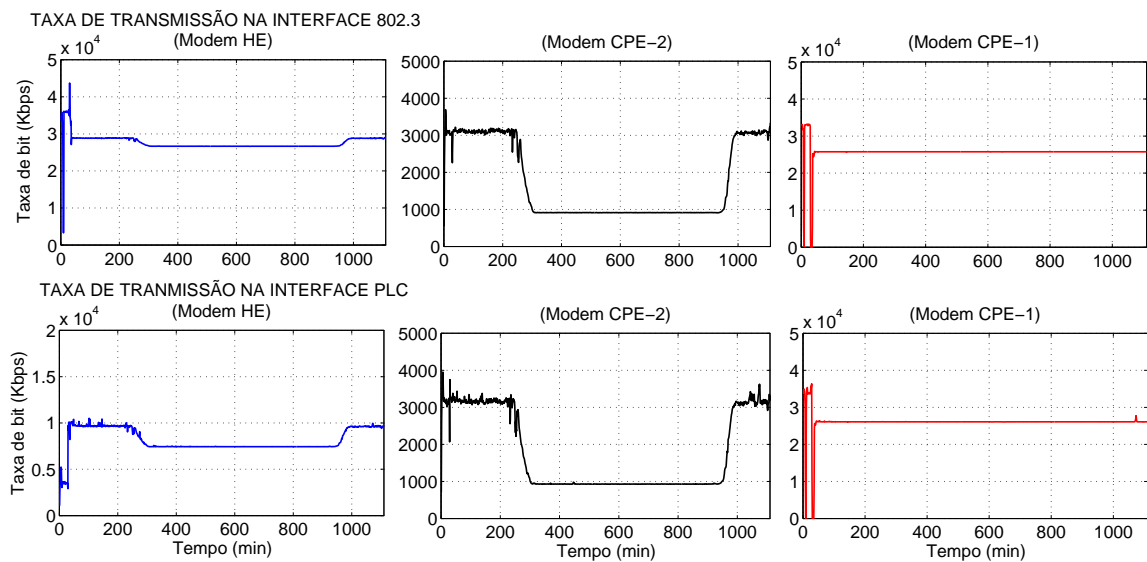 TAXA DE TRANSMISSÃO NA INTERFACE 802.3
(Modem HE)
(Modem CPE−2)
(Modem CPE−1)
x 10^4
x 10^4
Taxa de bit (Kbps)
5
4
3
2
1
0
5000
4000
3000
2000
1000
0
5
4
3
2
1
0
0 200 400 600 800 1000
0 200 400 600 800 1000
0 200 400 600 800 1000
TAXA DE TRANMISSÃO NA INTERFACE PLC
(Modem HE)
(Modem CPE−2)
(Modem CPE−1)
x 10^4
x 10^4
Taxa de bit (Kbps)
2
1.5
1
0.5
0
5000
4000
3000
2000
1000
0
5
4
3
2
1
0
0 200 400 600 800 1000
0 200 400 600 800 1000
0 200 400 600 800 1000
Tempo (min)
Tempo (min)
Tempo (min)